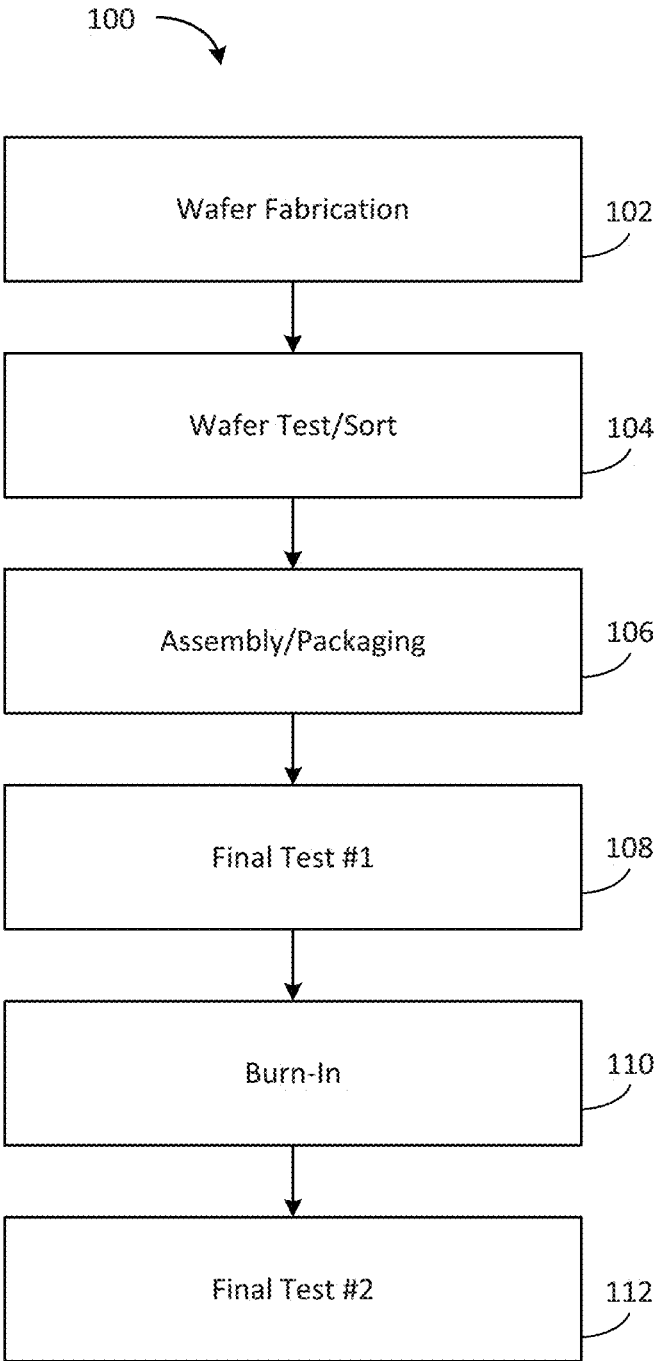 100
Wafer Fabrication
102
Wafer Test/Sort
104
Assembly/Packaging
106
Final Test #1
108
Burn-In
110
Final Test #2
112